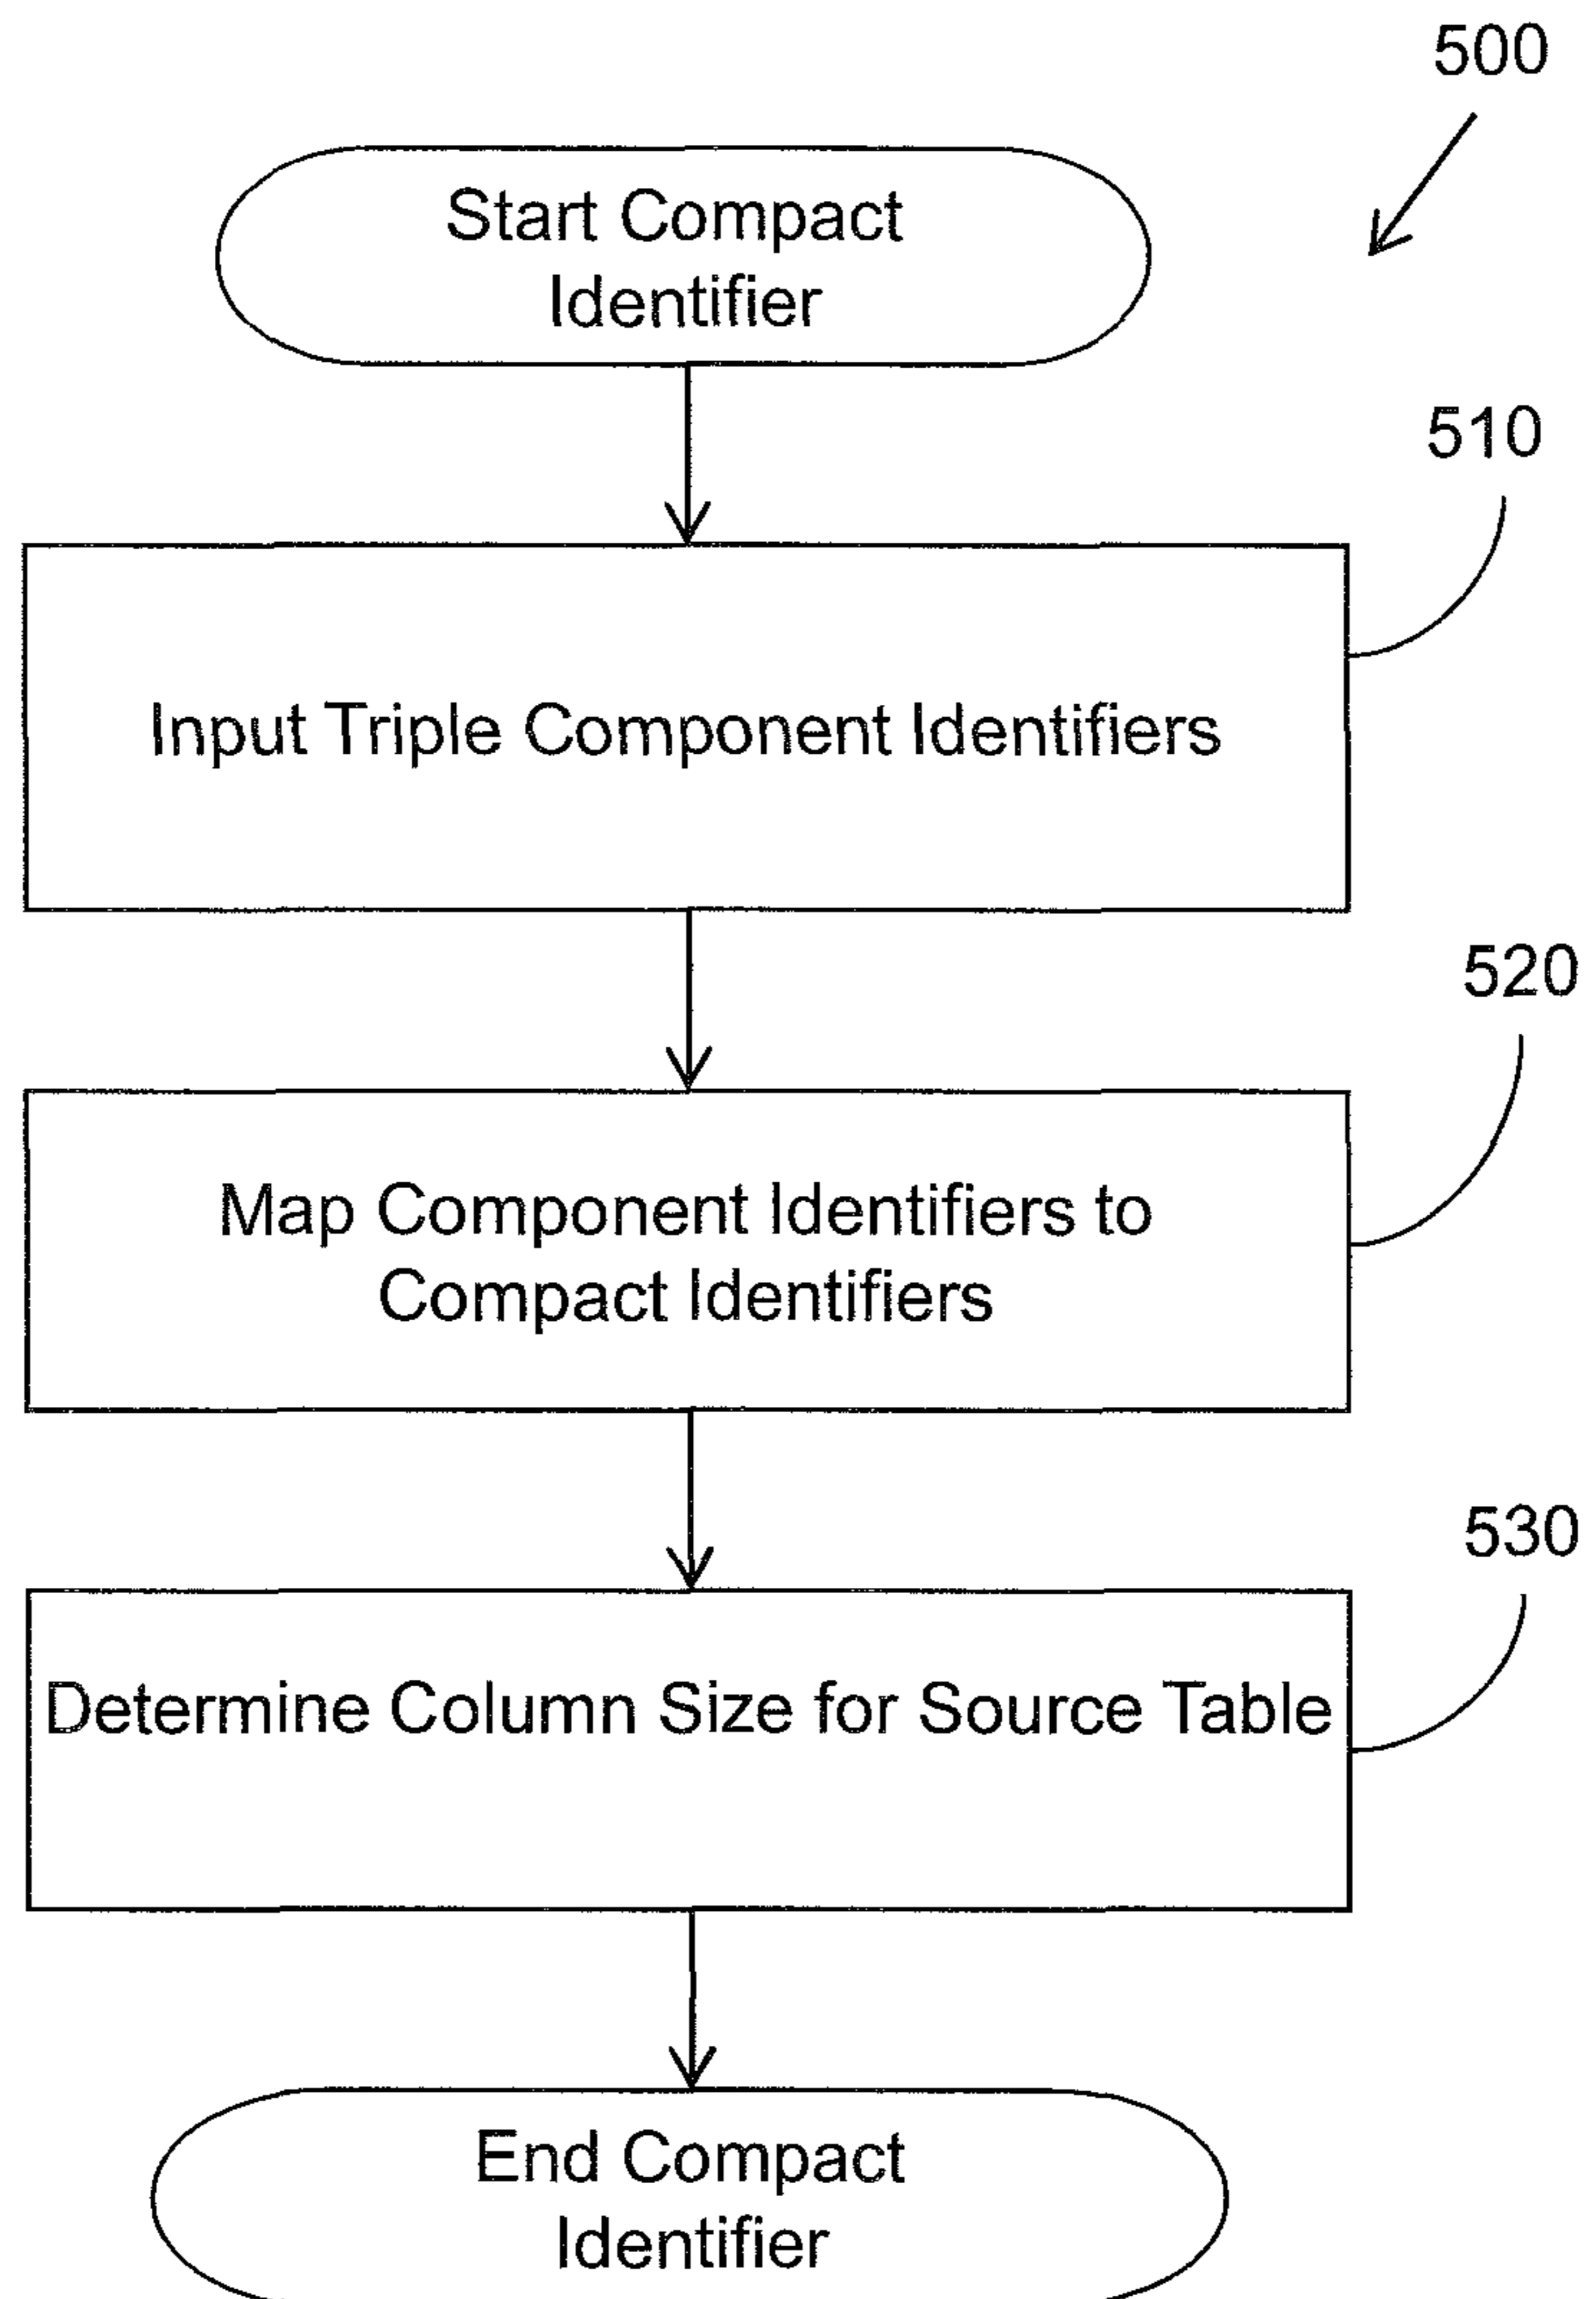 500
Start Compact
Identifier
510
Input Triple Component Identifiers
520
Map Component Identifiers to
Compact Identifiers
530
Determine Column Size for Source Table
End Compact
Identifier